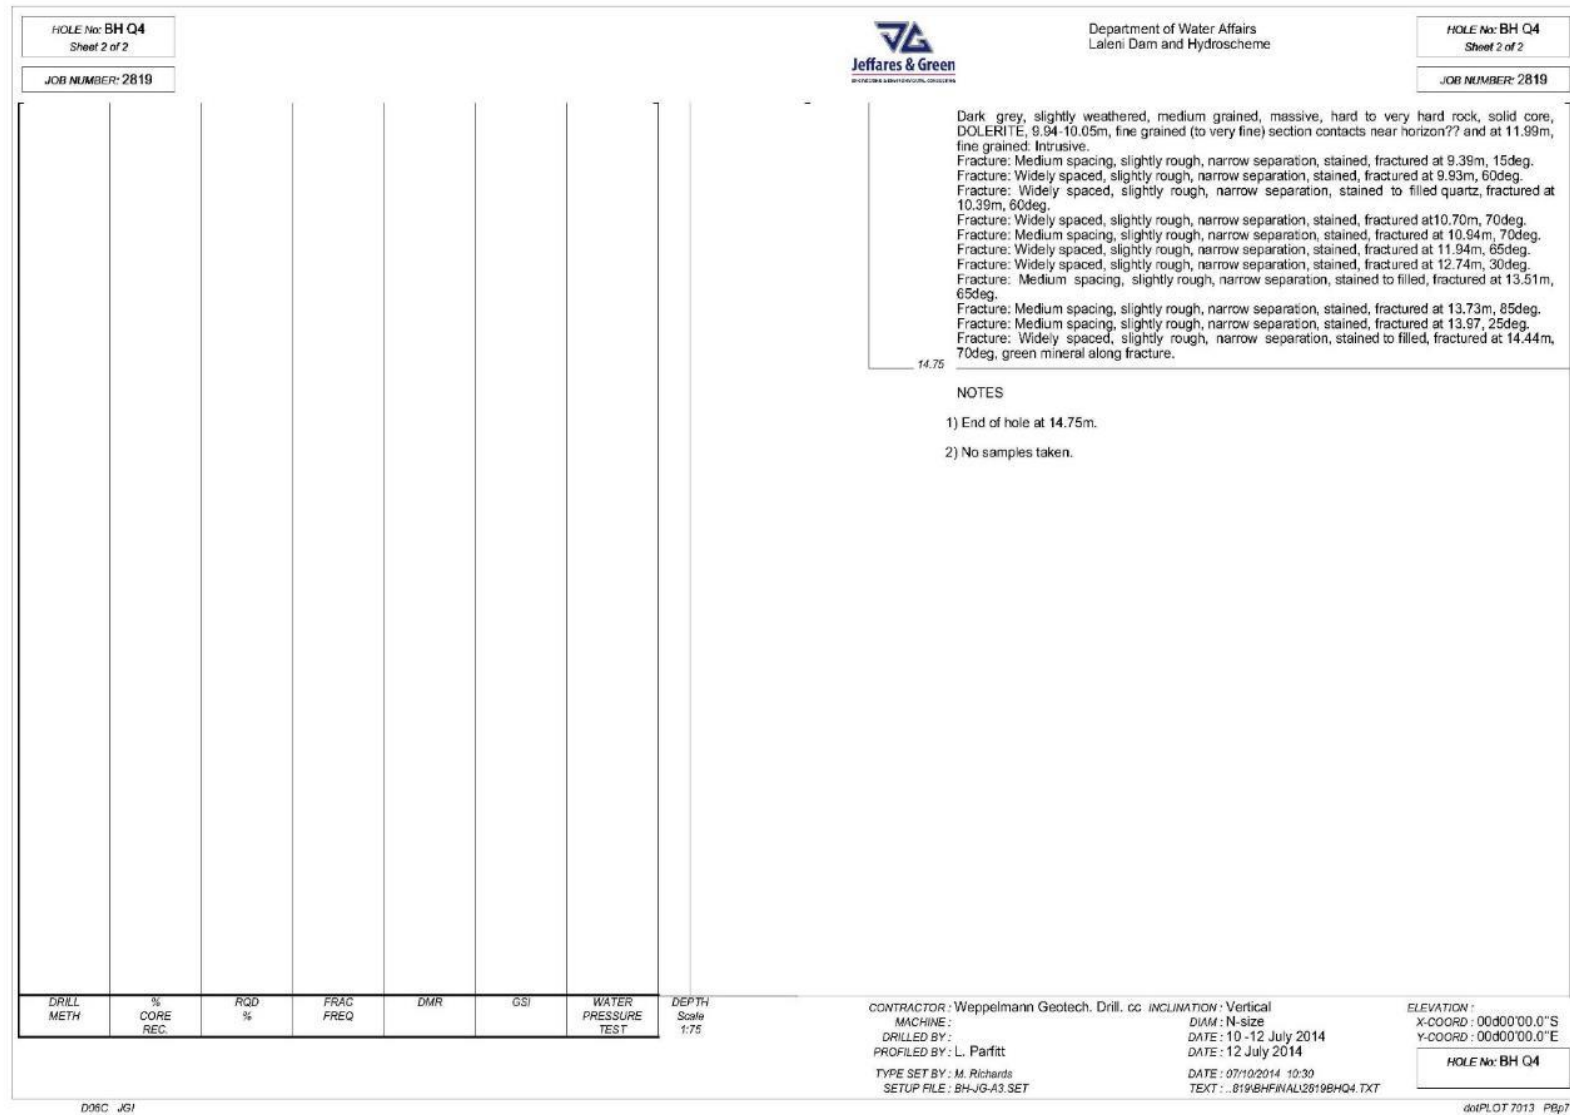 HOLE No: BH Q4
Sheet 2 of 2
JOB NUMBER: 2819
JG
Jeffares & Green
Department of Water Affairs
Laleni Dam and Hydroscheme
HOLE No: BH Q4
Sheet 2 of 2
JOB NUMBER: 2819
Dark grey, slightly weathered, medium grained, massive, hard to very hard rock, solid core,
DOLERITE, 9.94-10.05m, fine grained (to very fine) section contacts near horizon?? and at 11.99m,
fine grained: Intrusive.
Fracture: Medium spacing, slightly rough, narrow separation, stained, fractured at 9.39m, 15deg.
Fracture: Widely spaced, slightly rough, narrow separation, stained, fractured at 9.93m, 60deg.
Fracture: Widely spaced, slightly rough, narrow separation, stained to filled quartz, fractured at
10.39m, 60deg.
Fracture: Widely spaced, slightly rough, narrow separation, stained, fractured at10.70m, 70deg.
Fracture: Medium spacing, slightly rough, narrow separation, stained, fractured at 10.94m, 70deg.
Fracture: Widely spaced, slightly rough, narrow separation, stained, fractured at 11.94m, 65deg.
Fracture: Widely spaced, slightly rough, narrow separation, stained, fractured at 12.74m, 30deg.
Fracture: Medium spacing, slightly rough, narrow separation, stained to filled, fractured at 13.51m,
65deg.
Fracture: Medium spacing, slightly rough, narrow separation, stained, fractured at 13.73m, 85deg.
Fracture: Medium spacing, slightly rough, narrow separation, stained, fractured at 13.97, 25deg.
Fracture: Widely spaced, slightly rough, narrow separation, stained to filled, fractured at 14.44m,
70deg, green mineral along fracture.
14.75
NOTES
1) End of hole at 14.75m.
2) No samples taken.
DRILL METH
% CORE REC.
RQD %
FRAC FREQ
DMR
GSI
WATER PRESSURE TEST
DEPTH Scale 1:75
CONTRACTOR : Weppelmann Geotech. Drill. cc
MACHINE :
DRILLED BY :
PROFILED BY : L. Parfitt
TYPE SET BY : M. Richards
SETUP FILE : BH-JG-A3.SET
INCLINATION : Vertical
DIAM : N-size
DATE : 10 -12 July 2014
DATE : 12 July 2014
DATE : 07/10/2014 10:30
TEXT : ..819\BHFINAL\2819BHQ4.TXT
ELEVATION :
X-COORD : 00d00'00.0"S
Y-COORD : 00d00'00.0"E
HOLE No: BH Q4
D06C JGI
dotPLOT 7013 PBp7